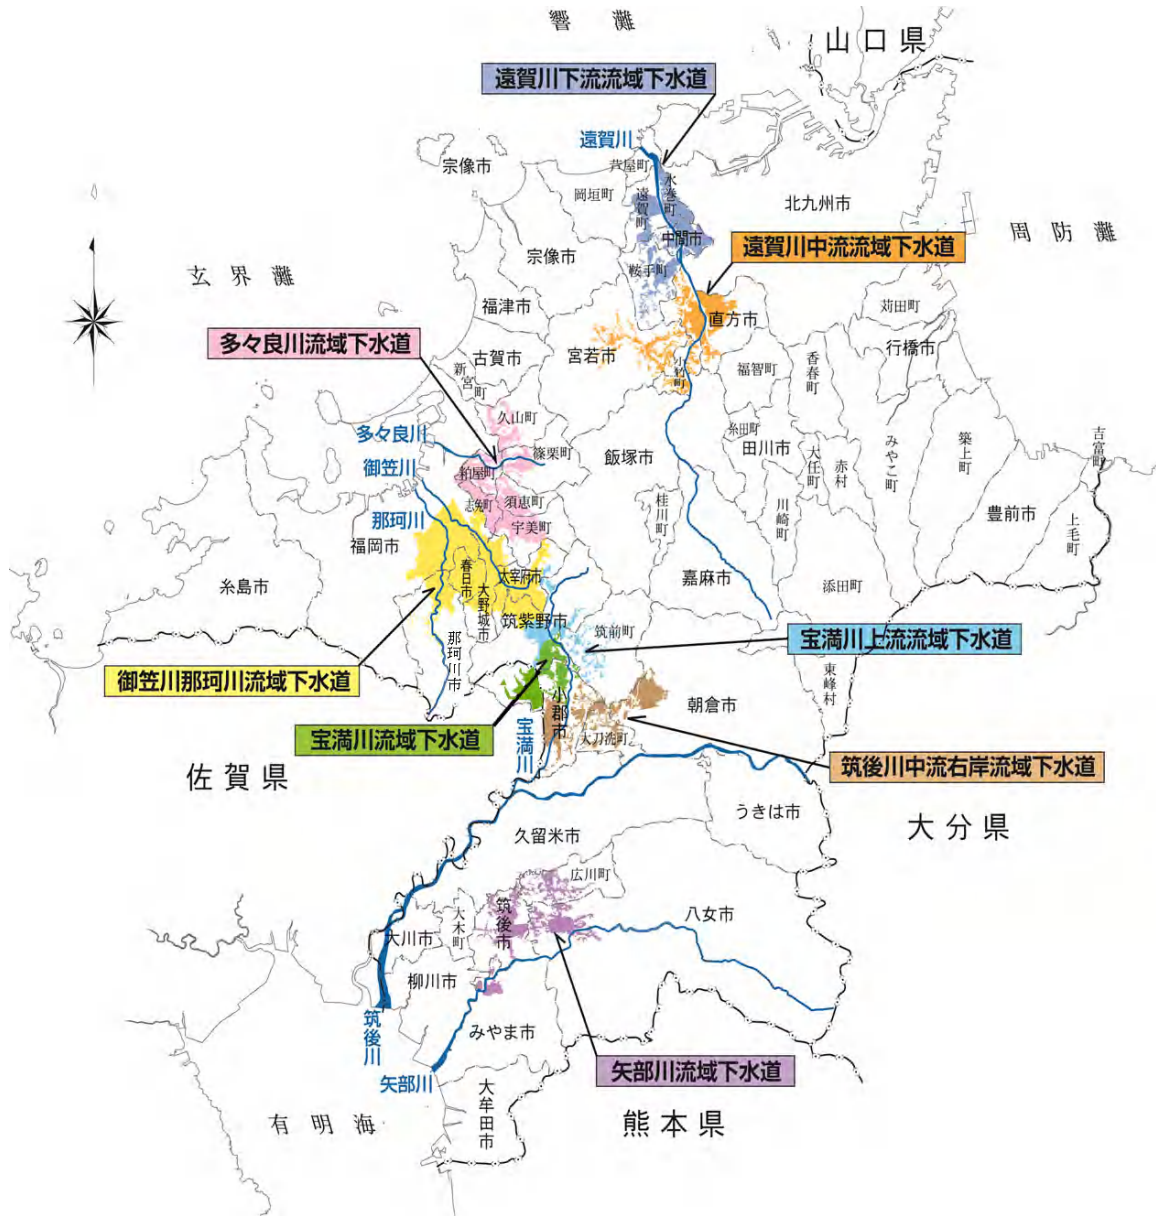 響灘
山口県
遠賀川下流流域下水道
遠賀川
芦屋町
水巻町
宗像市
岡垣町
遠賀町
北九州市
周防灘
中間市
遠賀川中流流域下水道
宗像市
鞍手町
玄界灘
福津市
苅田町
直方市
多々良川流域下水道
行橋市
古賀市
宮若市
新宮町
小竹町
福智町
香春町
久山町
多々良川
糸田町
田川市
みやこ町
築上町
吉富町
篠栗町
飯塚市
御笠川
粕屋町
大任町
赤村
志免町
須恵町
桂川町
川崎町
豊前市
上毛町
那珂川
宇美町
福岡市
春日市
太宰府市
嘉麻市
添田町
糸島市
大野城市
筑紫野市
筑前町
宝満川上流流域下水道
那珂川市
東峰村
御笠川那珂川流域下水道
小郡市
朝倉市
宝満川流域下水道
宝満川
大刀洗町
筑後川中流右岸流域下水道
佐賀県
うきは市
大分県
久留米市
広川町
筑後市
大木町
八女市
大川市
柳川市
筑後川
みやま市
矢部川流域下水道
矢部川
大牟田市
有明海
熊本県